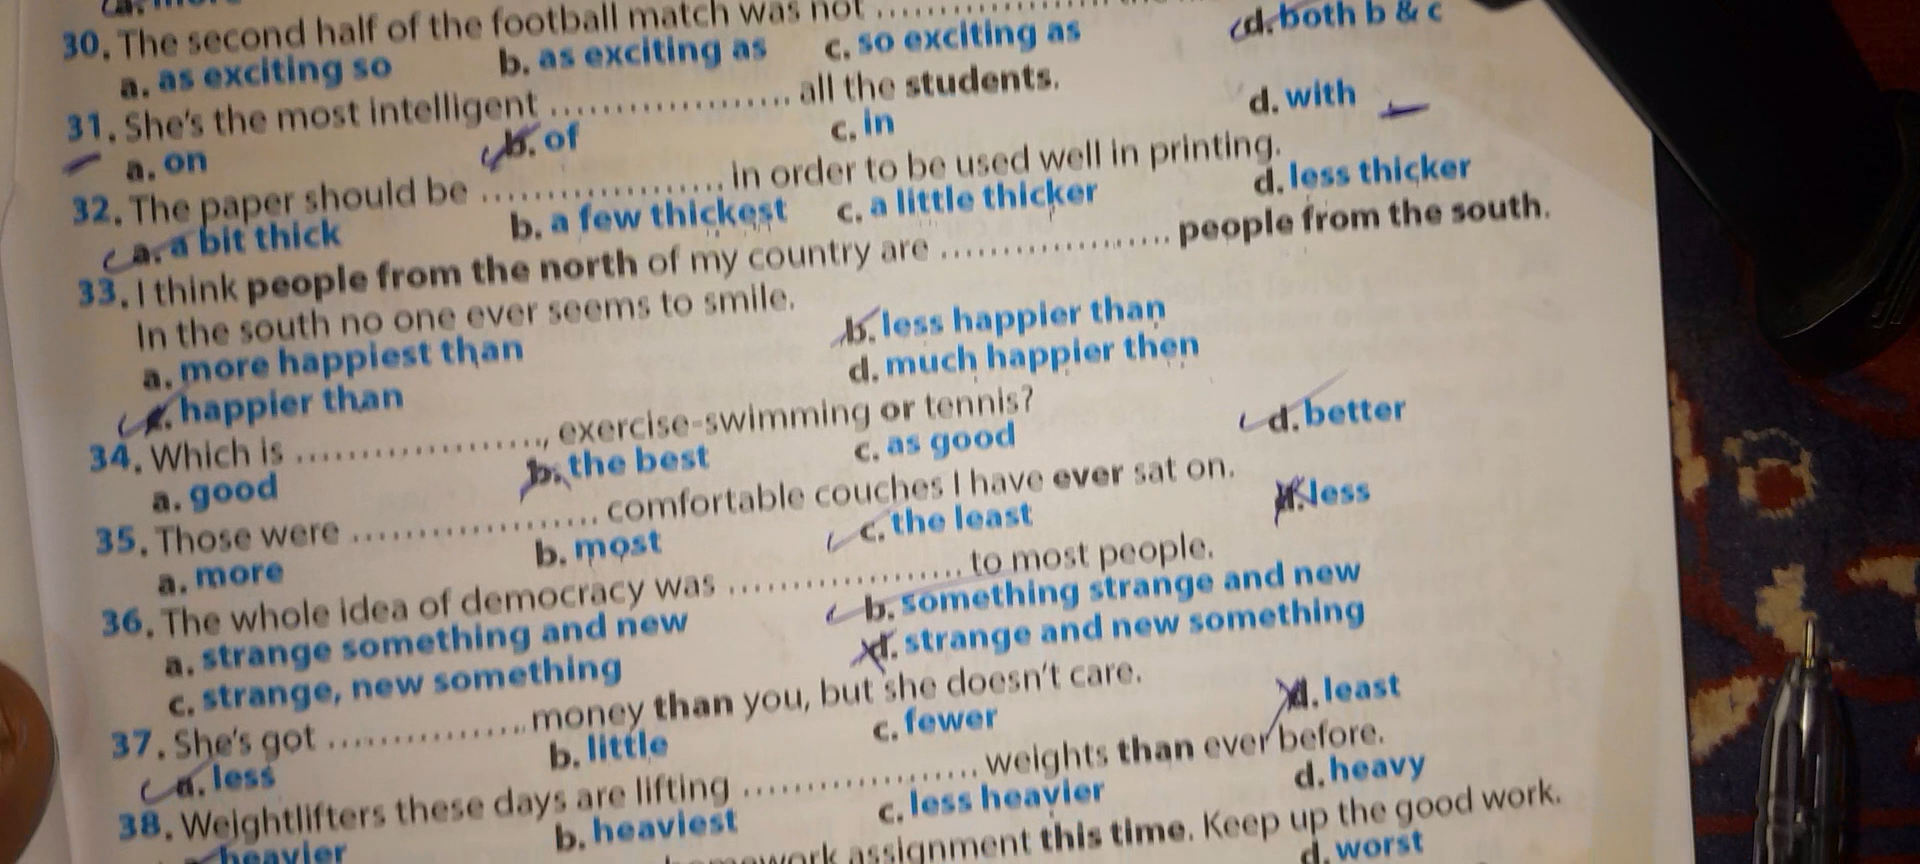 a. more
30. The second half of the football match was not ..................
a. as exciting so b. as exciting as c. so exciting as d. both b & c
31. She's the most intelligent .................. all the students.
a. on b. of c. in d. with
32. The paper should be .................. in order to be used well in printing.
a. a bit thick b. a few thickest c. a little thicker d. less thicker
33. I think people from the north of my country are .................. people from the south.
In the south no one ever seems to smile.
a. more happiest than b. less happier than
c. happier than d. much happier then
34. Which is .................., exercise-swimming or tennis?
a. good b. the best c. as good d. better
35. Those were .................. comfortable couches I have ever sat on.
a. more b. most c. the least d. less
36. The whole idea of democracy was .................. to most people.
a. strange something and new b. something strange and new
c. strange, new something d. strange and new something
37. She's got .................. money than you, but she doesn't care.
a. less b. little c. fewer d. least
38. Weightlifters these days are lifting .................. weights than ever before.
heavier b. heaviest c. less heavier d. heavy
homework assignment this time. Keep up the good work.
d. worst